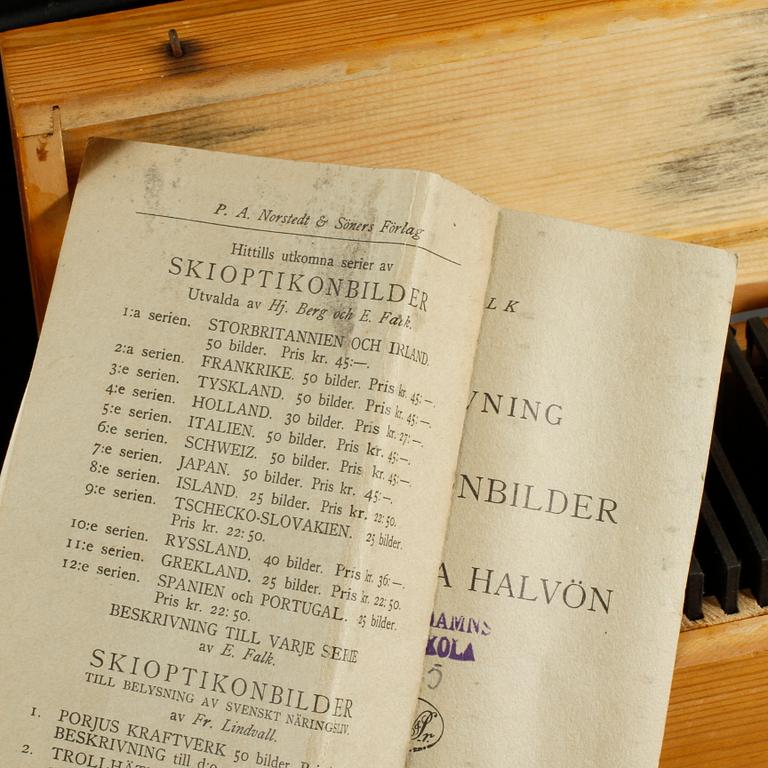 P. A. Norstedt & Söners Förlag
Hittills utkomna serier av
SKIOPTIKONBILDER
Utvalda av Hj. Berg och E. Falk.
1:a serien. STORBRITANNIEN OCH IRLAND.
50 bilder. Pris kr. 45:—.
2:a serien. FRANKRIKE. 50 bilder. Pris kr. 45:—.
3:e serien. TYSKLAND. 50 bilder. Pris kr. 45:—.
4:e serien. HOLLAND. 30 bilder. Pris kr. 27:—.
5:e serien. ITALIEN. 50 bilder. Pris kr. 45:—.
6:e serien. SCHWEIZ. 50 bilder. Pris kr. 45:—.
7:e serien. JAPAN. 50 bilder. Pris kr. 45:—.
8:e serien. ISLAND. 25 bilder. Pris kr. 22:50.
9:e serien. TSCHECKO-SLOVAKIEN. 25 bilder.
Pris kr. 22:50.
10:e serien. RYSSLAND. 40 bilder. Pris kr. 36:—.
11:e serien. GREKLAND. 25 bilder. Pris kr. 22:50.
12:e serien. SPANIEN och PORTUGAL. 25 bilder.
Pris kr. 22:50.
BESKRIVNING TILL VARJE SERIE
av E. Falk.
SKIOPTIKONBILDER
TILL BELYSNING AV SVENSKT NÄRINGSLIV.
av Fr. Lindvall.
1. PORJUS KRAFTVERK 50 bilder.
BESKRIVNING till d:o
2. TROLLHÄT
LK
VNING
NBILDER
A HALVÖN
HAMNS
KOLA
5